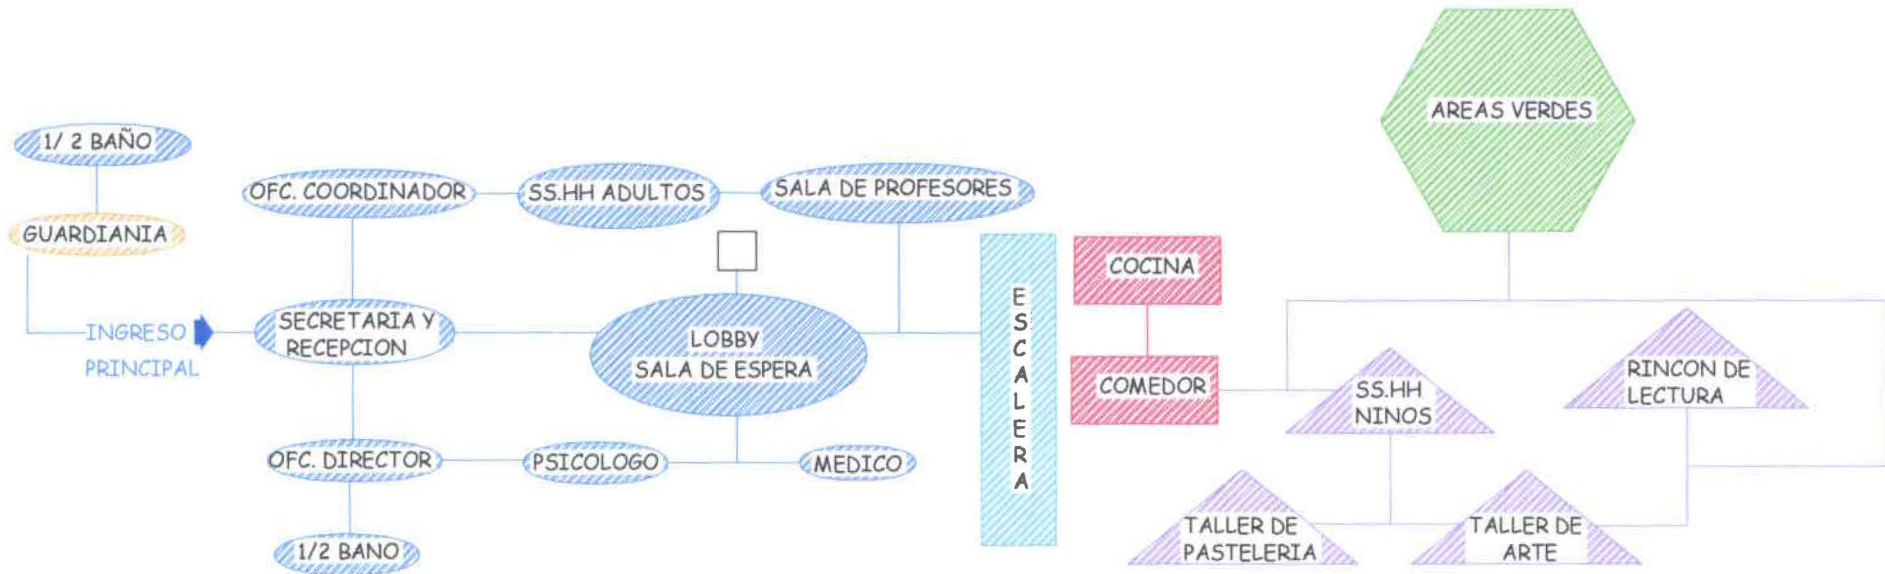 AREAS VERDES
1/ 2 BAÑO
OFC. COORDINADOR
SS.HH ADULTOS
SALA DE PROFESORES
GUARDIANIA
COCINA
ESCALERA
INGRESO
PRINCIPAL
SECRETARIA Y
RECEPCION
LOBBY
SALA DE ESPERA
COMEDOR
SS.HH
NINOS
RINCON DE
LECTURA
OFC. DIRECTOR
PSICOLOGO
MEDICO
1/2 BANO
TALLER DE
PASTELERIA
TALLER DE
ARTE